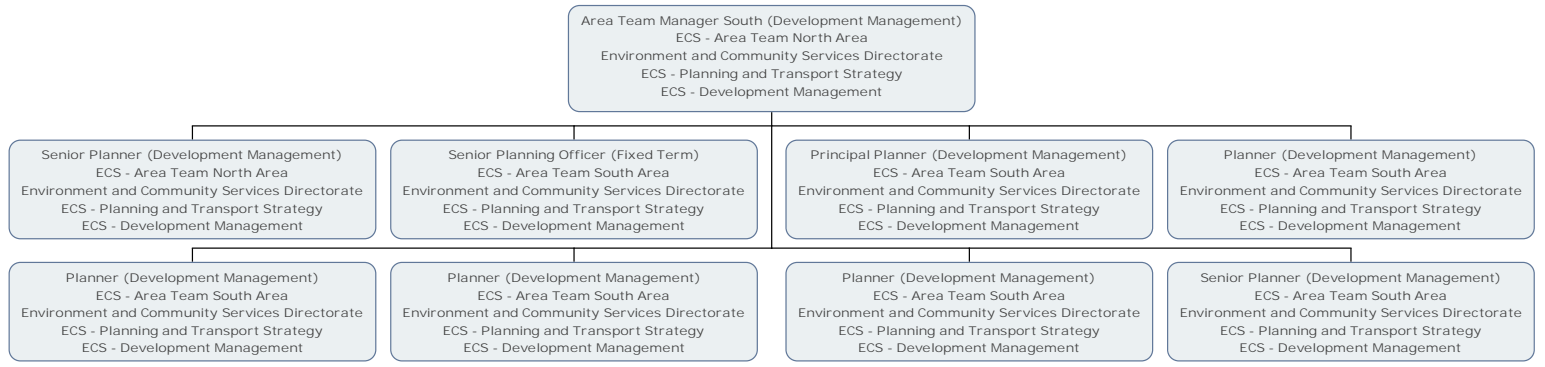 Area Team Manager South (Development Management)
ECS - Area Team North Area
Environment and Community Services Directorate
ECS - Planning and Transport Strategy
ECS - Development Management
Senior Planner (Development Management)
ECS - Area Team North Area
Environment and Community Services Directorate
ECS - Planning and Transport Strategy
ECS - Development Management
Senior Planning Officer (Fixed Term)
ECS - Area Team South Area
Environment and Community Services Directorate
ECS - Planning and Transport Strategy
ECS - Development Management
Principal Planner (Development Management)
ECS - Area Team South Area
Environment and Community Services Directorate
ECS - Planning and Transport Strategy
ECS - Development Management
Planner (Development Management)
ECS - Area Team South Area
Environment and Community Services Directorate
ECS - Planning and Transport Strategy
ECS - Development Management
Planner (Development Management)
ECS - Area Team South Area
Environment and Community Services Directorate
ECS - Planning and Transport Strategy
ECS - Development Management
Planner (Development Management)
ECS - Area Team South Area
Environment and Community Services Directorate
ECS - Planning and Transport Strategy
ECS - Development Management
Planner (Development Management)
ECS - Area Team South Area
Environment and Community Services Directorate
ECS - Planning and Transport Strategy
ECS - Development Management
Senior Planner (Development Management)
ECS - Area Team South Area
Environment and Community Services Directorate
ECS - Planning and Transport Strategy
ECS - Development Management